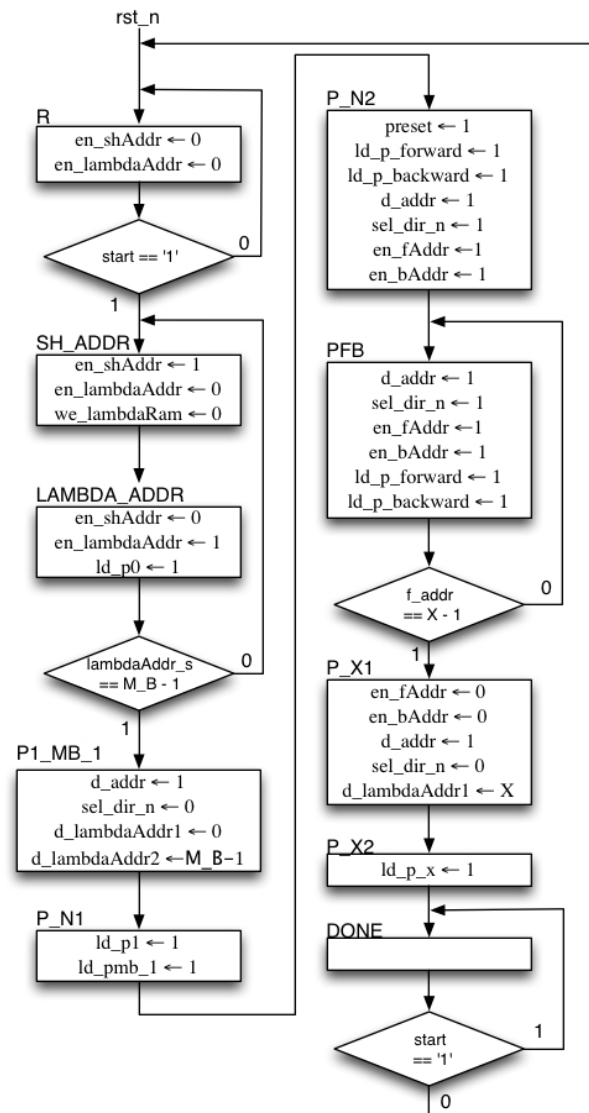 rst_n
R
en_shAddr ← 0
en_lambdaAddr ← 0
start == '1'
0
1
SH_ADDR
en_shAddr ← 1
en_lambdaAddr ← 0
we_lambdaRam ← 0
LAMBDA_ADDR
en_shAddr ← 0
en_lambdaAddr ← 1
ld_p0 ← 1
lambdaAddr_s
== M_B - 1
0
1
P1_MB_1
d_addr ← 1
sel_dir_n ← 0
d_lambdaAddr1 ← 0
d_lambdaAddr2 ←M_B-1
P_N1
ld_p1 ← 1
ld_pmb_1 ← 1
P_N2
preset ← 1
ld_p_forward ← 1
ld_p_backward ← 1
d_addr ← 1
sel_dir_n ← 1
en_fAddr ←1
en_bAddr ← 1
PFB
d_addr ← 1
sel_dir_n ← 1
en_fAddr ←1
en_bAddr ← 1
ld_p_forward ← 1
ld_p_backward ← 1
f_addr
== X - 1
0
1
P_X1
en_fAddr ← 0
en_bAddr ← 0
d_addr ← 1
sel_dir_n ← 0
d_lambdaAddr1 ← X
P_X2
ld_p_x ← 1
DONE
start
== '1'
1
0